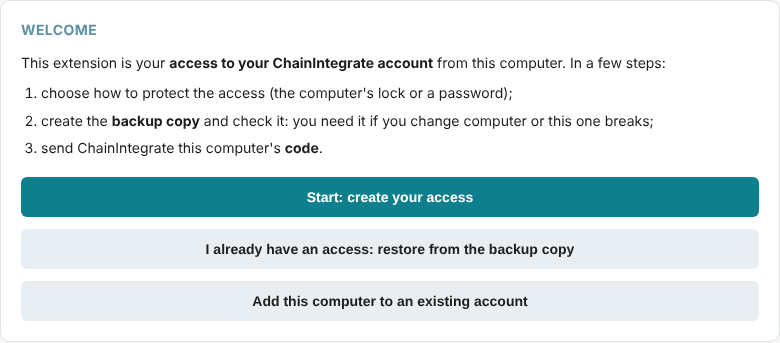 WELCOME
This extension is your access to your ChainIntegrate account from this computer. In a few steps:
1. choose how to protect the access (the computer's lock or a password);
2. create the backup copy and check it: you need it if you change computer or this one breaks;
3. send ChainIntegrate this computer's code.
Start: create your access
I already have an access: restore from the backup copy
Add this computer to an existing account